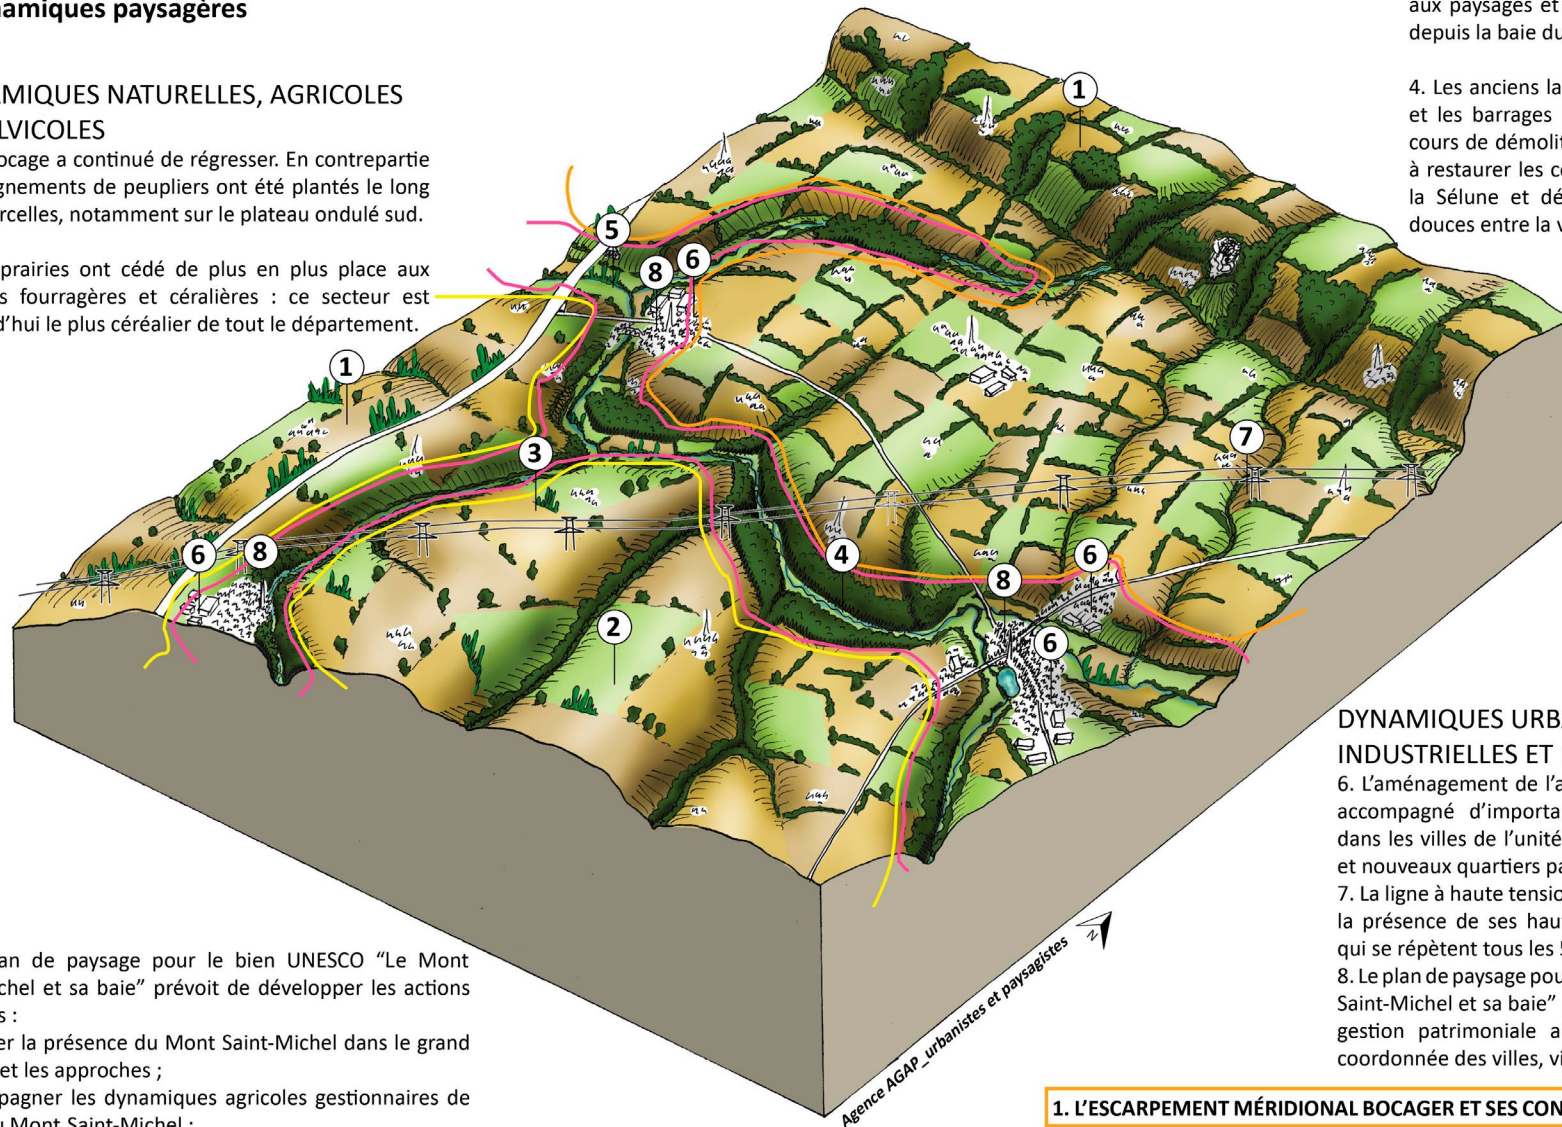 namiques paysagères
MIQUES NATURELLES, AGRICOLES
LVICOLES
ocage a continué de régresser. En contrepartie
gnements de peupliers ont été plantés le long
rcelles, notamment sur le plateau ondulé sud.
prairies ont cédé de plus en plus place aux
s fourragères et céralières : ce secteur est
d’hui le plus céréalier de tout le département.
aux paysages et
depuis la baie du
4. Les anciens la
et les barrages
cours de démolit
à restaurer les c
la Sélune et dé
douces entre la v
1
5
6
8
1
7
3
6
8
4
6
8
2
6
DYNAMIQUES URB
INDUSTRIELLES ET
6. L’aménagement de l’a
accompagné d’importa
dans les villes de l’unité
et nouveaux quartiers pa
7. La ligne à haute tensio
la présence de ses haut
qui se répètent tous les 5
8. Le plan de paysage pou
Saint-Michel et sa baie”
gestion patrimoniale a
coordonnée des villes, vi
an de paysage pour le bien UNESCO “Le Mont
chel et sa baie” prévoit de développer les actions
s :
er la présence du Mont Saint-Michel dans le grand
et les approches ;
pagner les dynamiques agricoles gestionnaires de
u Mont Saint-Michel ;
N
Agence AGAP_urbanistes et paysagistes
1. L’ESCARPEMENT MÉRIDIONAL BOCAGER ET SES CON